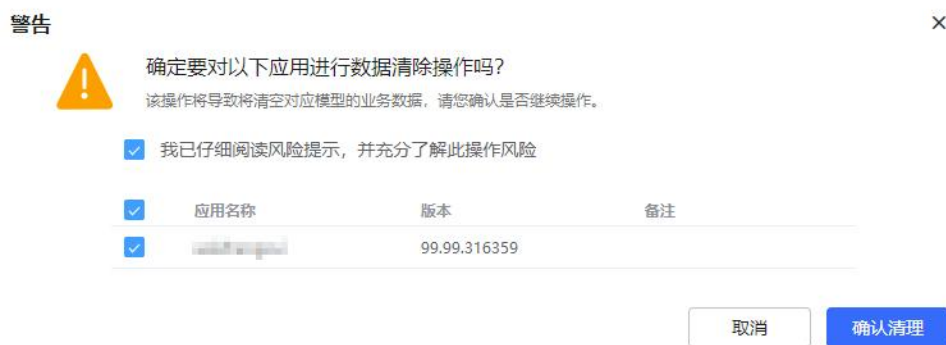 警告
确定要对以下应用进行数据清除操作吗?
该操作将导致将清空对应模型的业务数据,请您确认是否继续操作。
我已仔细阅读风险提示,并充分了解此操作风险
应用名称 版本 备注
99.99.316359
取消 确认清理